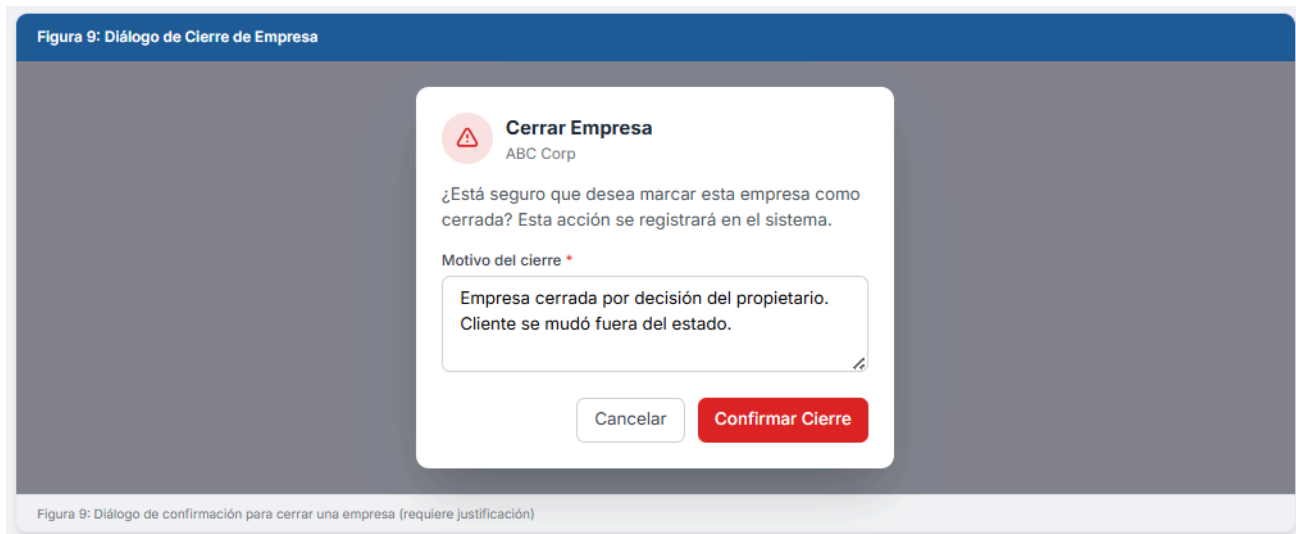 Figura 9: Diálogo de Cierre de Empresa
Cerrar Empresa
ABC Corp
¿Está seguro que desea marcar esta empresa como
cerrada? Esta acción se registrará en el sistema.
Motivo del cierre *
Empresa cerrada por decisión del propietario.
Cliente se mudó fuera del estado.
Cancelar
Confirmar Cierre
Figura 9: Diálogo de confirmación para cerrar una empresa (requiere justificación)